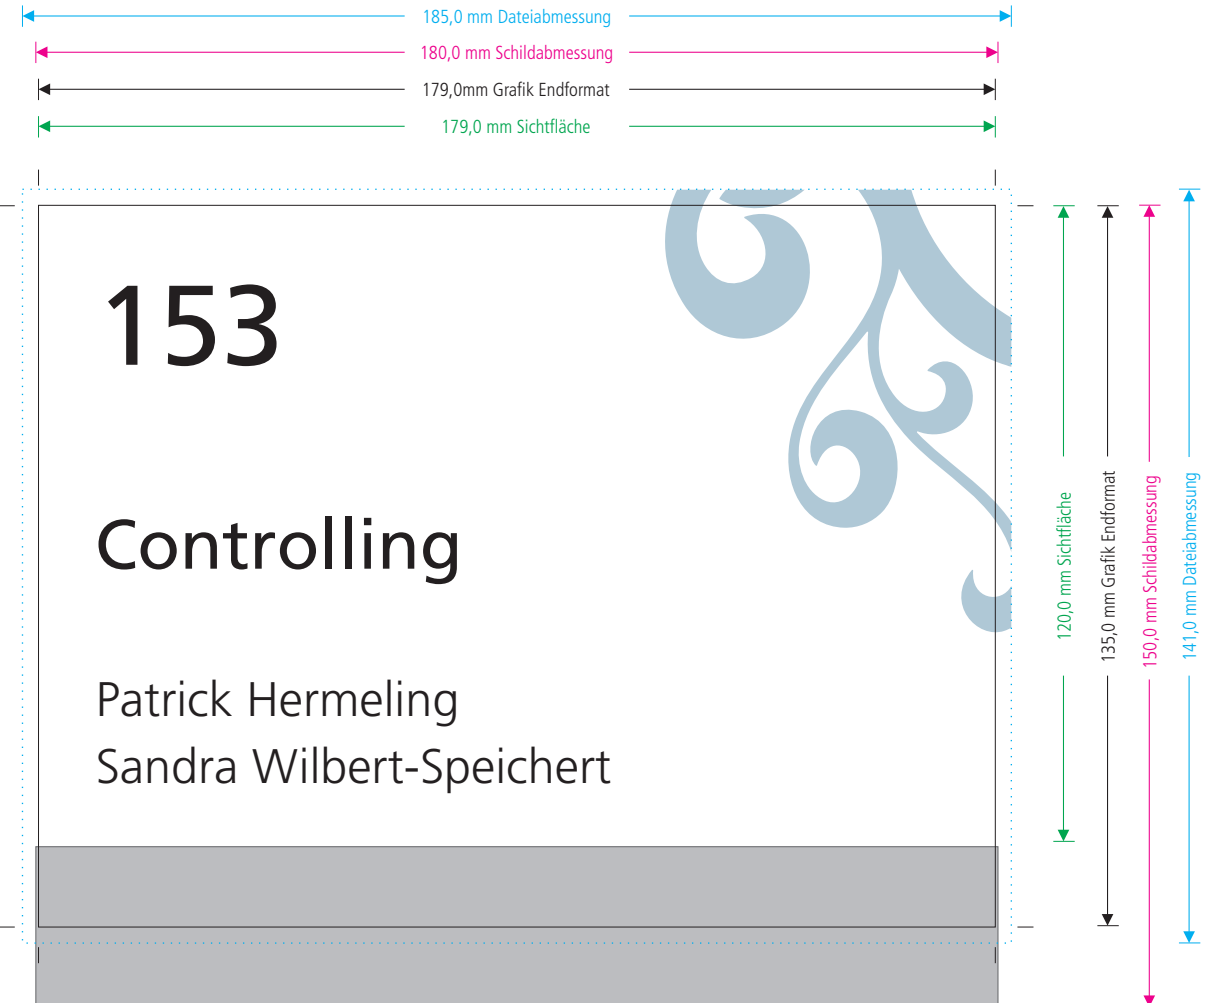 185,0 mm Dateiabmessung
180,0 mm Schildabmessung
179,0mm Grafik Endformat
179,0 mm Sichtfläche
153
Controlling
Patrick Hermeling
Sandra Wilbert-Speichert
120,0 mm Sichtfläche
135,0 mm Grafik Endformat
150,0 mm Schildabmessung
141,0 mm Dateiabmessung